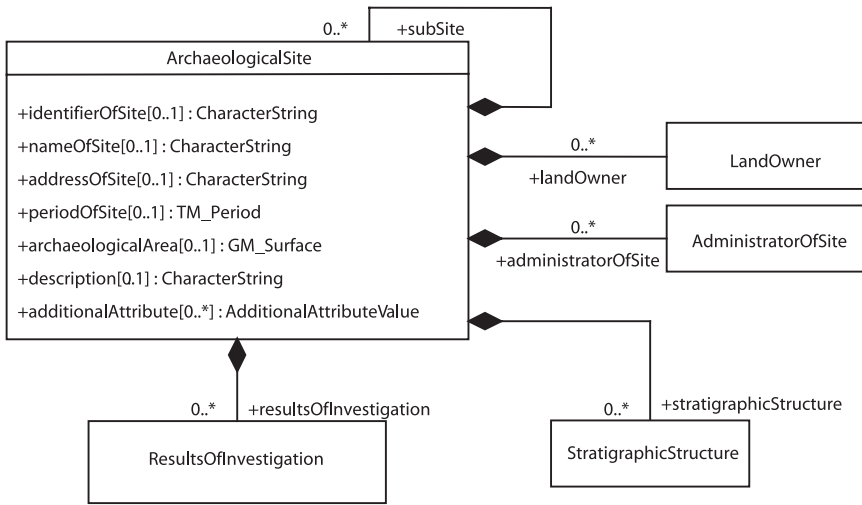 0..* +subSite
ArchaeologicalSite
+identifierOfSite[0..1] : CharacterString
+nameOfSite[0..1] : CharacterString
+addressOfSite[0..1] : CharacterString
+periodOfSite[0..1] : TM_Period
+archaeologicalArea[0..1] : GM_Surface
+description[0.1] : CharacterString
+additionalAttribute[0..*] : AdditionalAttributeValue
0..*
+landOwner
LandOwner
0..*
+administratorOfSite
AdministratorOfSite
0..* +resultsOfInvestigation
ResultsOfInvestigation
0..* +stratigraphicStructure
StratigraphicStructure